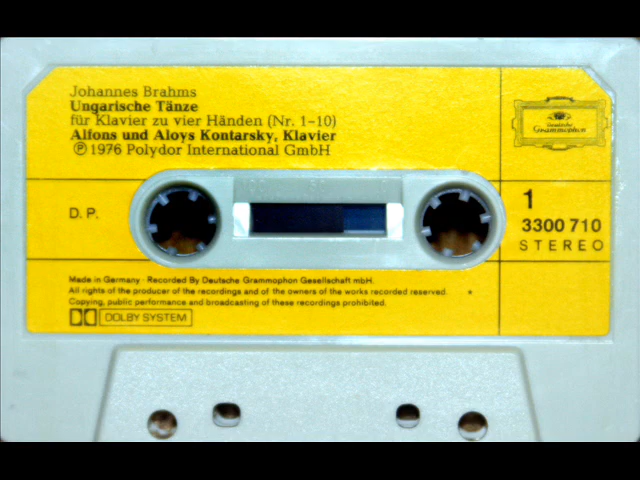 Johannes Brahms
Ungarische Tänze
für Klavier zu vier Händen (Nr. 1-10)
Alfons und Aloys Kontarsky, Klavier
℗ 1976 Polydor International GmbH
Deutsche
Grammophon
D. P.
1
3300 710
STEREO
Made in Germany · Recorded By Deutsche Grammophon Gesellschaft mbH.
All rights of the producer of the recordings and of the owners of the works recorded reserved.
Copying, public performance and broadcasting of these recordings prohibited.
DOLBY SYSTEM